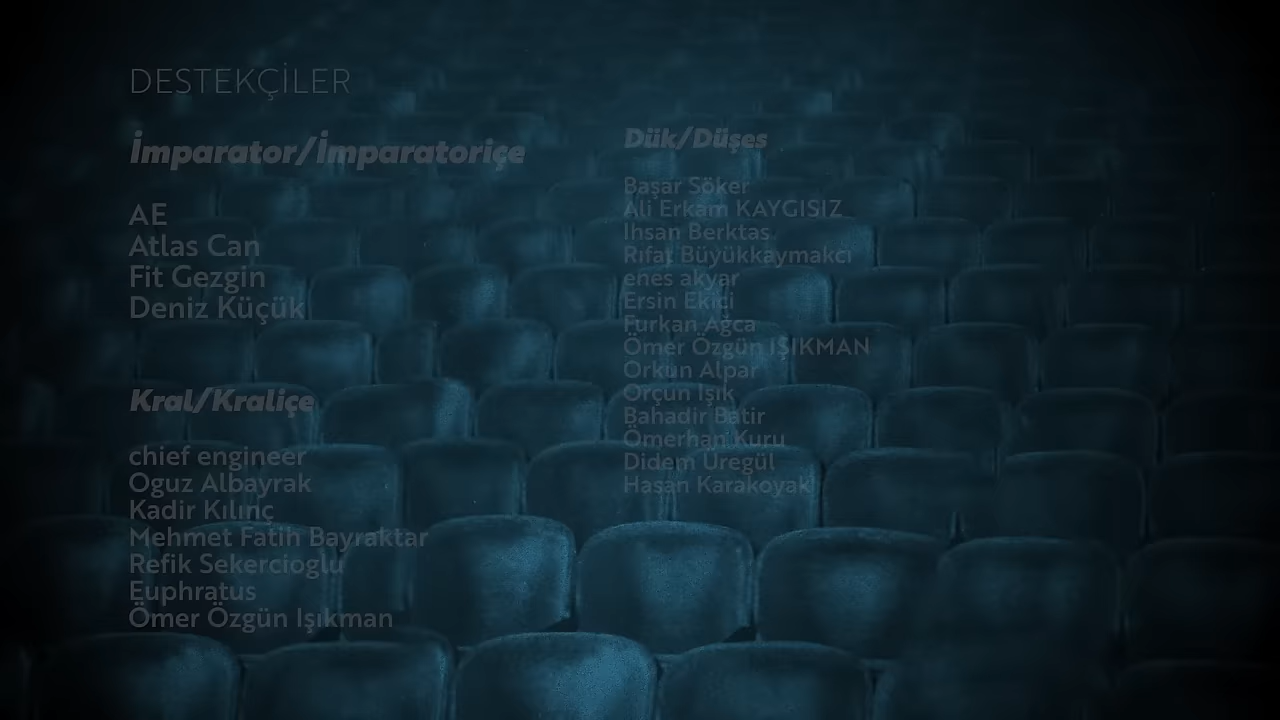 DESTEKÇİLER
İmparator/İmparatoriçe
AE
Atlas Can
Fit Gezgin
Deniz Küçük
Kral/Kraliçe
chief engineer
Oguz Albayrak
Kadir Kılınç
Mehmet Fatih Bayraktar
Refik Sekercioglu
Euphratus
Ömer Özgün Işıkman
Dük/Düşes
Başar Söker
Ali Erkam KAYGISIZ
Ihsan Berktas
Rıfat Büyükkaymakcı
enes akyar
Ersin Ekici
Furkan Ağca
Ömer Özgün IŞIKMAN
Orkun Alpar
Orçun Işık
Bahadir Batir
Ömerhan Kuru
Didem Üregül
Hasan Karakoyak